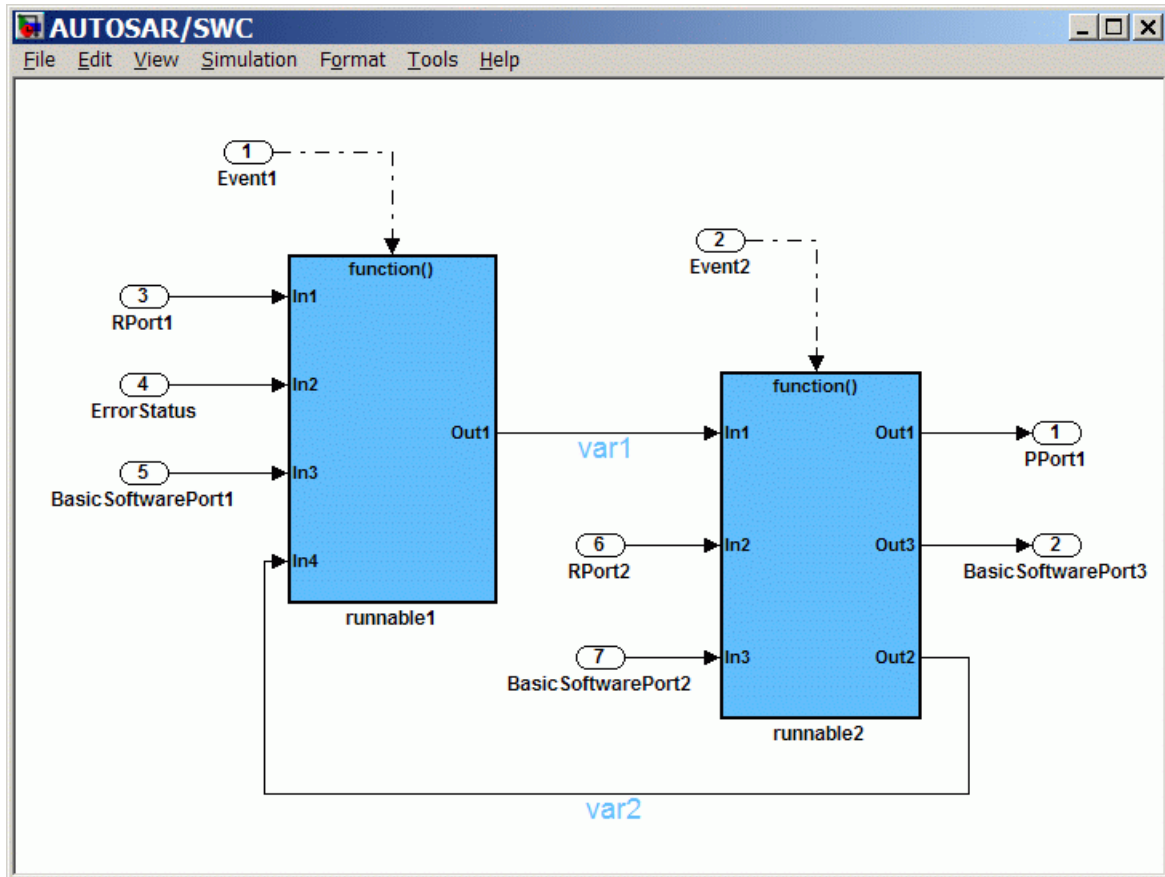 AUTOSAR/SWC
File Edit View Simulation Format Tools Help
1
Event1
2
Event2
function()
3
RPort1
In1
4
ErrorStatus
In2
5
BasicSoftwarePort1
In3
In4
Out1
runnable1
var1
function()
In1
6
RPort2
In2
7
BasicSoftwarePort2
In3
Out1
1
PPort1
Out3
2
BasicSoftwarePort3
Out2
runnable2
var2